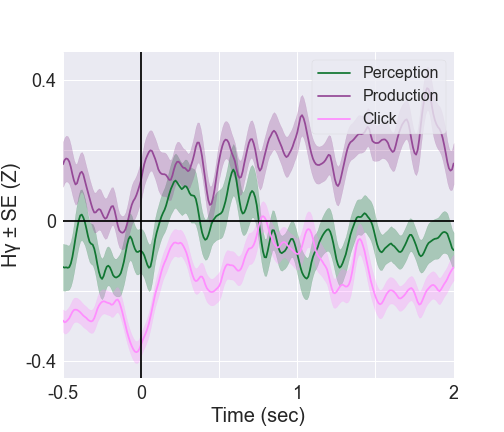 Perception
Production
Click
0.4
0
-0.4
Hγ ± SE (Z)
-0.5
0
1
2
Time (sec)